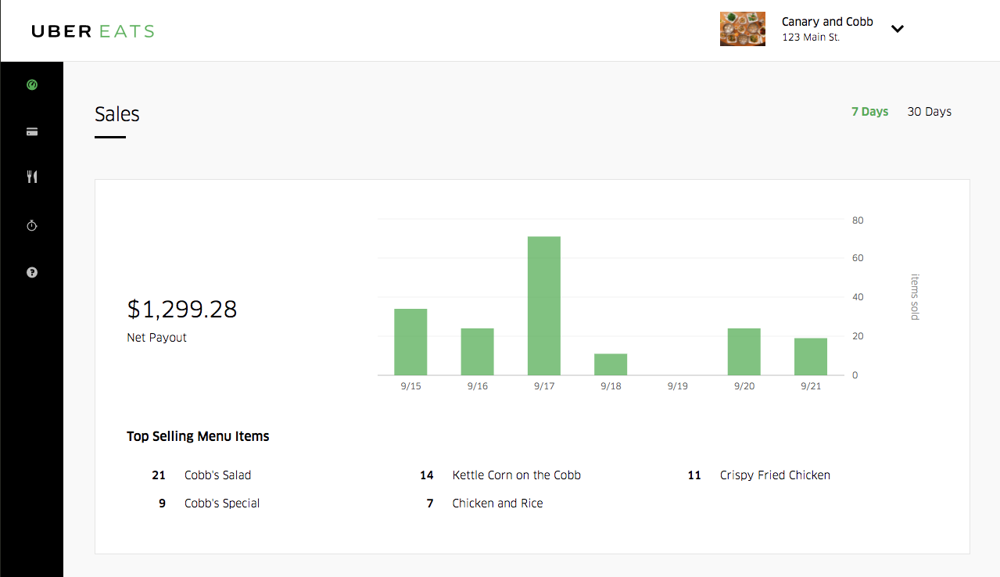 UBER EATS
Canary and Cobb
123 Main St.
Sales
7 Days 30 Days
80
60
40
20
0
items sold
$1,299.28
Net Payout
9/15 9/16 9/17 9/18 9/19 9/20 9/21
Top Selling Menu Items
21 Cobb's Salad 14 Kettle Corn on the Cobb 11 Crispy Fried Chicken
9 Cobb's Special 7 Chicken and Rice